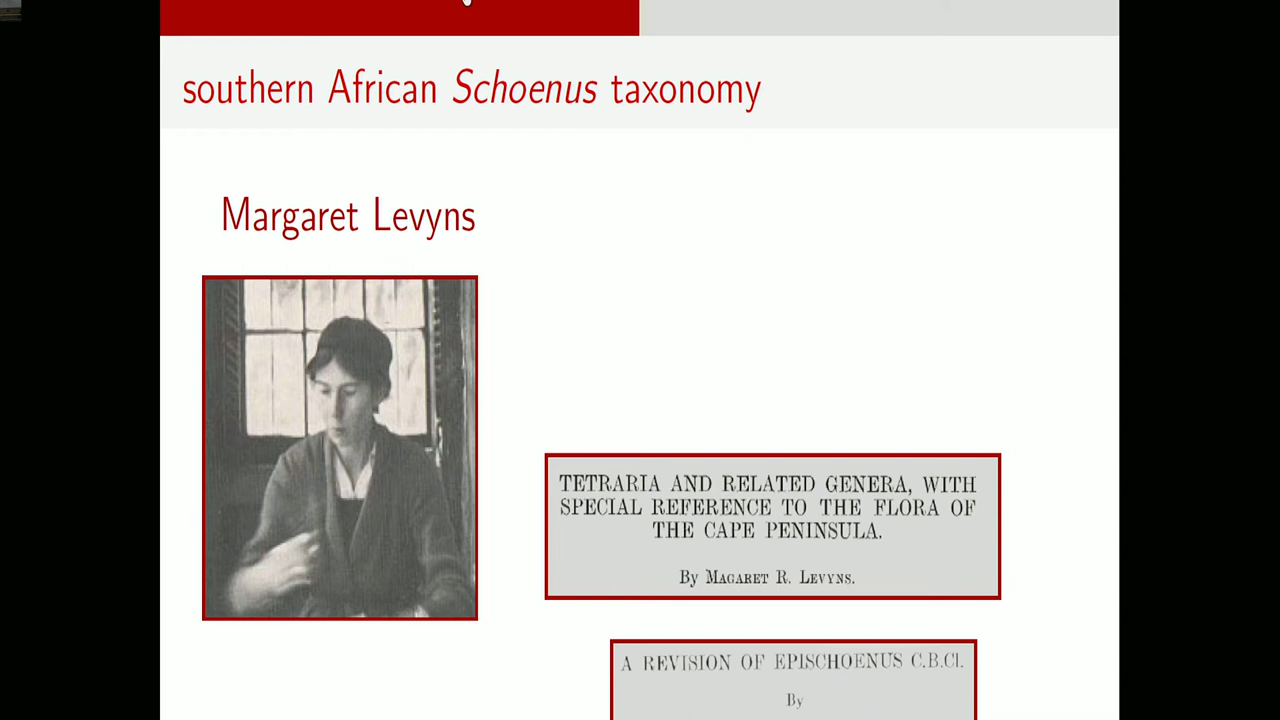 southern African Schoenus taxonomy
Margaret Levyns
TETRARIA AND RELATED GENERA, WITH
SPECIAL REFERENCE TO THE FLORA OF
THE CAPE PENINSULA.
By MAGARET R. LEVYNS.
A REVISION OF EPISCHOENUS C.B.Cl.
By